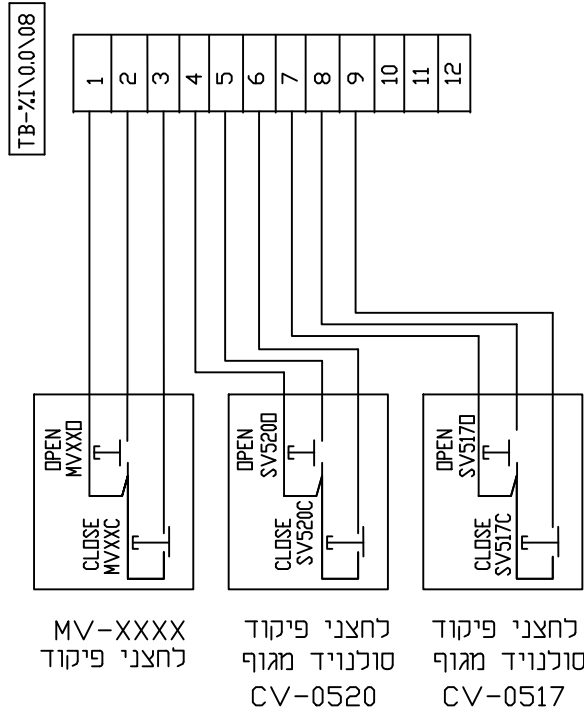 TB-%I\0.0\08
1 2 3 4 5 6 7 8 9 10 11 12
OPEN
MVXXO
CLOSE
MVXXC
OPEN
SV520O
CLOSE
SV520C
OPEN
SV517O
CLOSE
SV517C
MV-XXXX
לחצני פיקוד
לחצני פיקוד
סולנויד מגוף
CV-0520
לחצני פיקוד
סולנויד מגוף
CV-0517